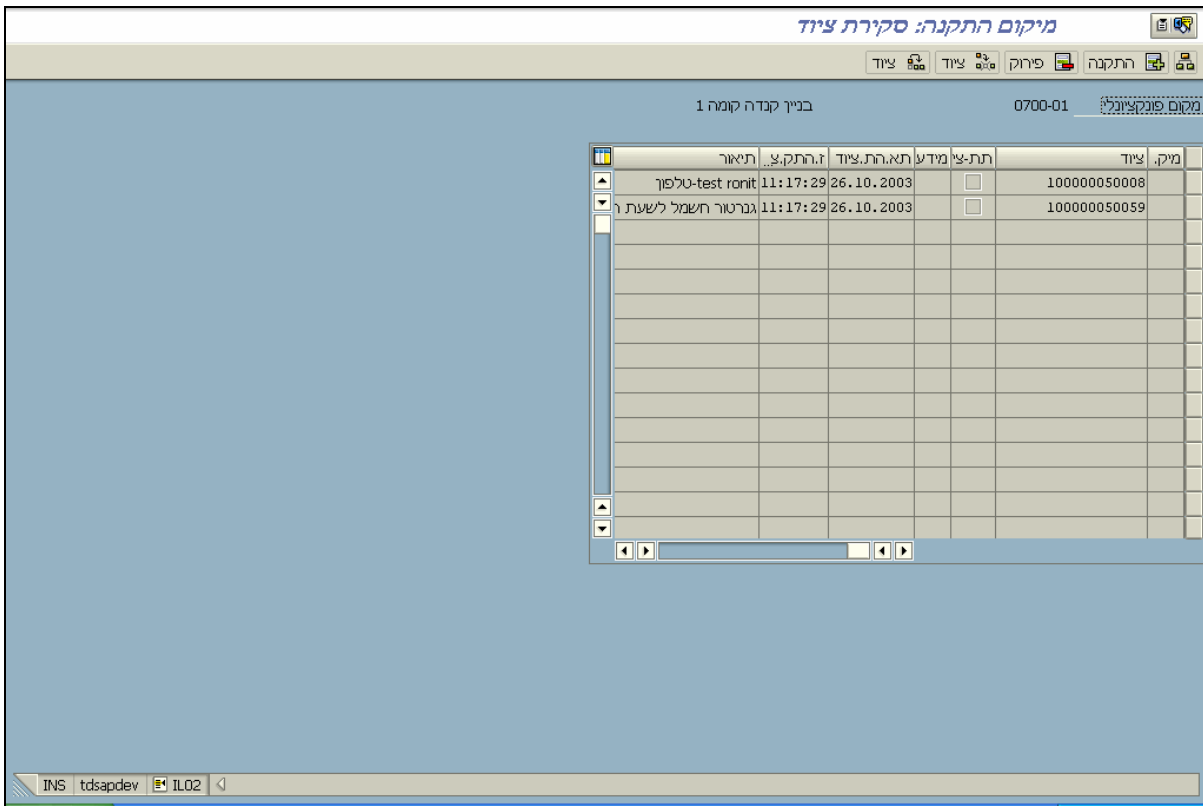 מיקום התקנה: סקירת ציוד
התקנה פירוק ציוד ציוד
מקום פונקציונלי 0700-01 בניין קנדה קומה 1
מיק. ציוד תת-צי מידע תא.הת.ציוד ז.התק.צ.. תיאור
100000050008 26.10.2003 11:17:29 טלפון-test ronit
100000050059 26.10.2003 11:17:29 גנרטור חשמל לשעת
INS tdsapdev IL02